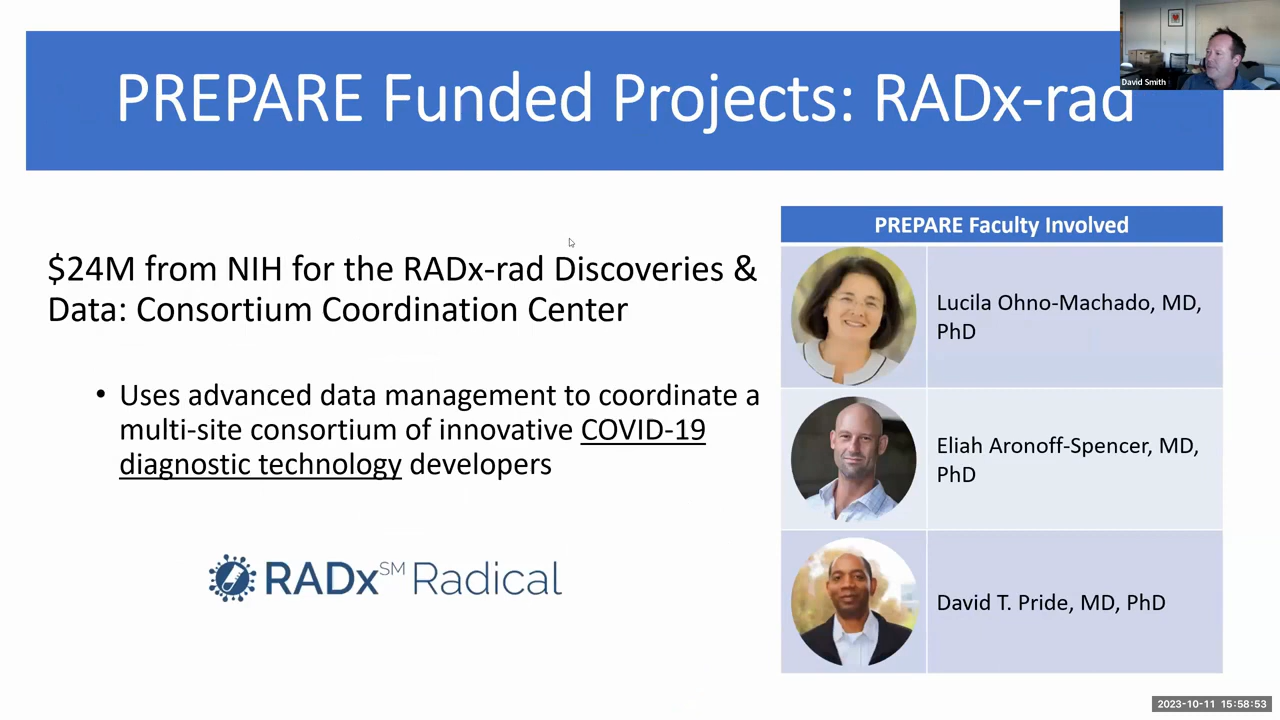 PREPARE Funded Projects: RADx-rad
David Smith
$24M from NIH for the RADx-rad Discoveries &
Data: Consortium Coordination Center
• Uses advanced data management to coordinate a
multi-site consortium of innovative COVID-19
diagnostic technology developers
RADx℠ Radical
PREPARE Faculty Involved
Lucila Ohno-Machado, MD,
PhD
Eliah Aronoff-Spencer, MD,
PhD
David T. Pride, MD, PhD
2023-10-11 15:58:53